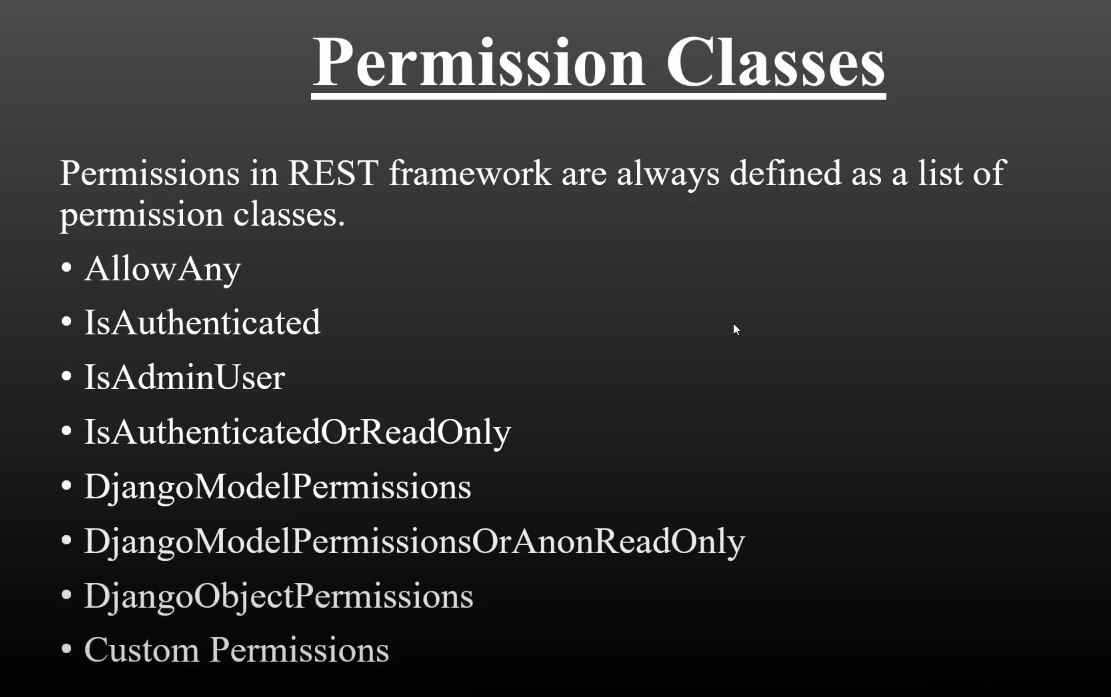 Permission Classes
Permissions in REST framework are always defined as a list of
permission classes.
• AllowAny
• IsAuthenticated
• IsAdminUser
• IsAuthenticatedOrReadOnly
• DjangoModelPermissions
• DjangoModelPermissionsOrAnonReadOnly
• DjangoObjectPermissions
• Custom Permissions